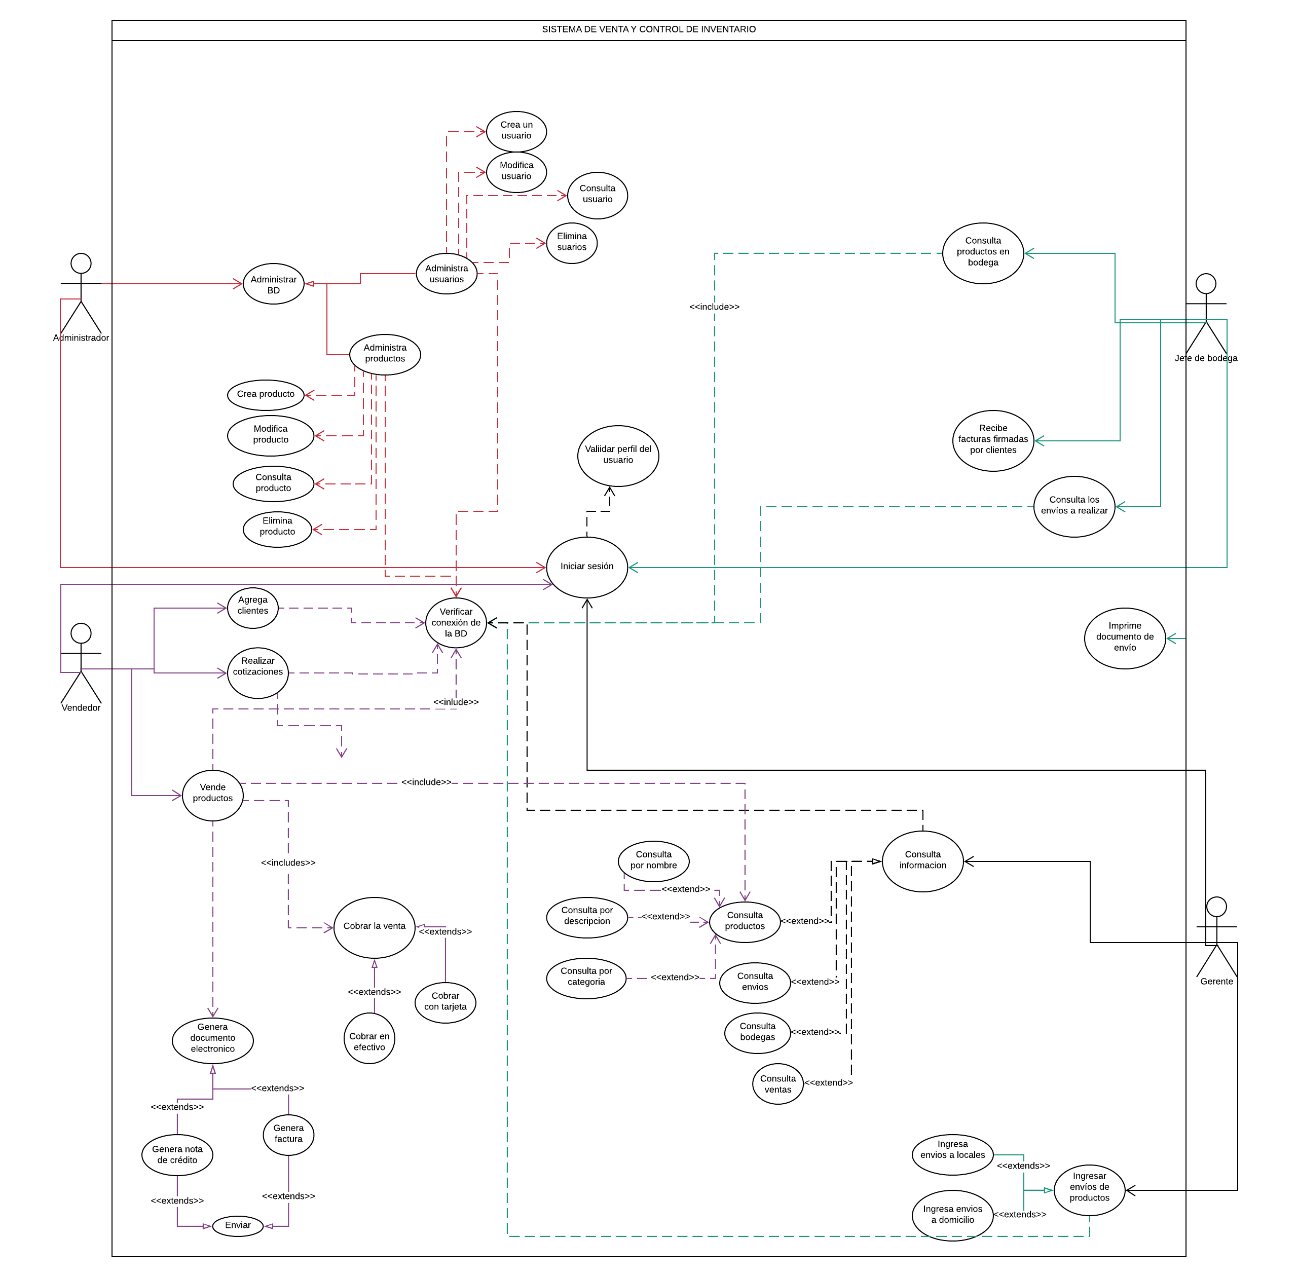 SISTEMA DE VENTA Y CONTROL DE INVENTARIO
Crea un
usuario
Modifica
usuario
Consulta
usuario
Elimina
suarios
Administra
usuarios
Administrar
BD
Administrador
Administra
productos
Crea producto
Modifica
producto
Consulta
producto
Elimina
producto
Consulta
productos en
bodega
<<include>>
Jefe de bodega
Recibe
facturas firmadas
por clientes
Valiidar perfil del
usuario
Consulta los
envíos a realizar
Iniciar sesión
Agrega
clientes
Verificar
conexión de
la BD
Imprime
documento de
envío
Realizar
cotizaciones
Vendedor
<<inlude>>
Vende
productos
<<include>>
<<includes>>
Consulta
por nombre
<<extend>>
Consulta
informacion
Consulta por
descripcion
<<extend>>
Consulta
productos
<<extend>>
Cobrar la venta
<<extends>>
Consulta por
categoria
<<extend>>
Consulta
envios
<<extend>>
Gerente
<<extends>>
Cobrar
con tarjeta
Cobrar en
efectivo
Consulta
bodegas
<<extend>>
Genera
documento
electronico
Consulta
ventas
<<extend>>
<<extends>>
<<extends>>
Genera
factura
Genera nota
de crédito
Ingresa
envios a locales
<<extends>>
Ingresar
envíos de
productos
<<extends>>
<<extends>>
Ingresa envios
a domicilio
<<extends>>
Enviar